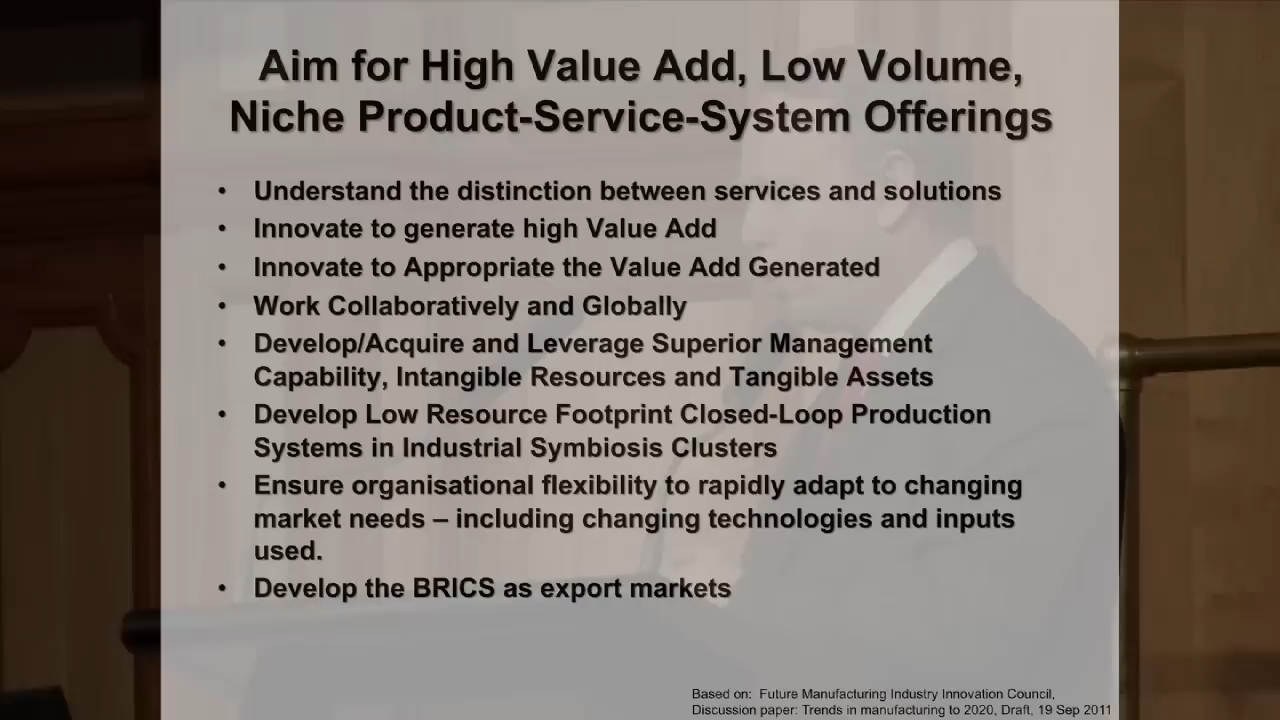 Aim for High Value Add, Low Volume,
Niche Product-Service-System Offerings
• Understand the distinction between services and solutions
• Innovate to generate high Value Add
• Innovate to Appropriate the Value Add Generated
• Work Collaboratively and Globally
• Develop/Acquire and Leverage Superior Management
Capability, Intangible Resources and Tangible Assets
• Develop Low Resource Footprint Closed-Loop Production
Systems in Industrial Symbiosis Clusters
• Ensure organisational flexibility to rapidly adapt to changing
market needs – including changing technologies and inputs
used.
• Develop the BRICS as export markets
Based on: Future Manufacturing Industry Innovation Council,
Discussion paper: Trends in manufacturing to 2020, Draft, 19 Sep 2011